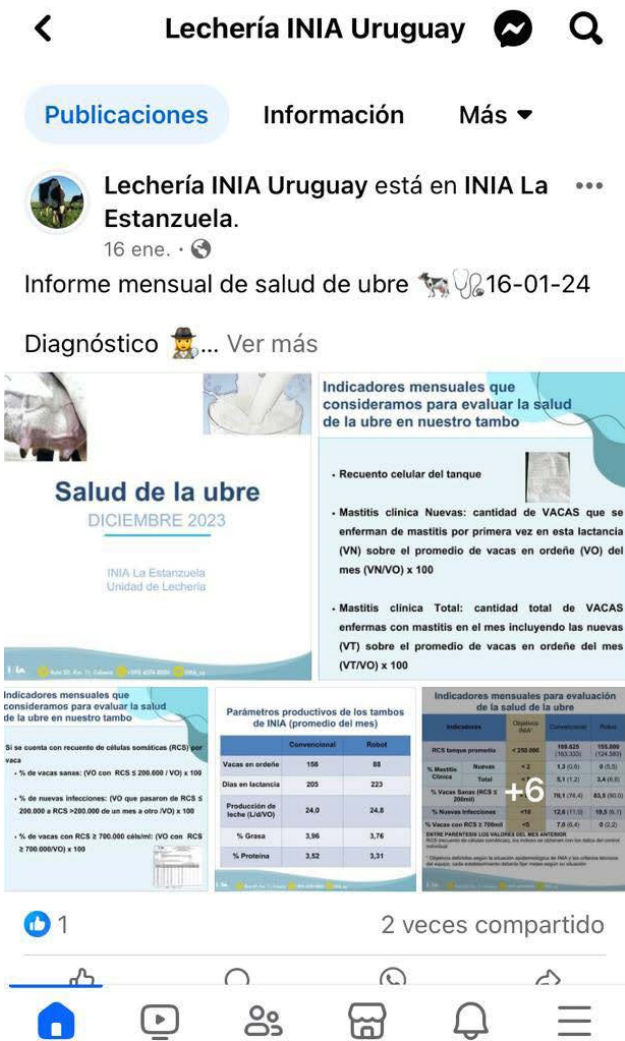 Lechería INIA Uruguay
Publicaciones
Información
Más
Lechería INIA Uruguay está en INIA La
Estanzuela.
16 ene. ·
Informe mensual de salud de ubre 16-01-24
Diagnóstico ... Ver más
Salud de la ubre
DICIEMBRE 2023
INIA La Estanzuela
Unidad de Lechería
Indicadores mensuales que
consideramos para evaluar la salud
de la ubre en nuestro tambo
• Recuento celular del tanque
• Mastitis clínica Nuevas: cantidad de VACAS que se
enferman de mastitis por primera vez en esta lactancia
(VN) sobre el promedio de vacas en ordeñe (VO) del
mes (VN/VO) x 100
• Mastitis clínica Total: cantidad total de VACAS
enfermas con mastitis en el mes incluyendo las nuevas
(VT) sobre el promedio de vacas en ordeñe del mes
(VT/VO) x 100
Indicadores mensuales que
consideramos para evaluar la salud
de la ubre en nuestro tambo
Si se cuenta con recuento de células somáticas (RCS) por
vaca
• % de vacas sanas: (VO con RCS ≤ 200.000 / VO) x 100
• % de nuevas infecciones: (VO que pasaron de RCS ≤
200.000 a RCS >200.000 de un mes a otro /VO) x 100
• % de vacas con RCS ≥ 700.000 céls/ml: (VO con RCS
≥ 700.000/VO) x 100
Parámetros productivos de los tambos
de INIA (promedio del mes)
Convencional Robot
Vacas en ordeñe 156 88
Días en lactancia 205 223
Producción de
leche (L/d/VO) 24,0 24,8
% Grasa 3,96 3,76
% Proteína 3,52 3,31
Indicadores mensuales para evaluación
de la salud de la ubre
Indicadores Objetivos INIA* Convencional Robot
RCS tanque promedio < 250.000
% Mastitis Clínica Nuevas < 2
Total
% Vacas Sanas (RCS ≤
200mil)
% Nuevas Infecciones
% Vacas con RCS ≥ 700mil
ENTRE PARENTESIS LOS VALORES DEL MES ANTERIOR
+6
1
2 veces compartido